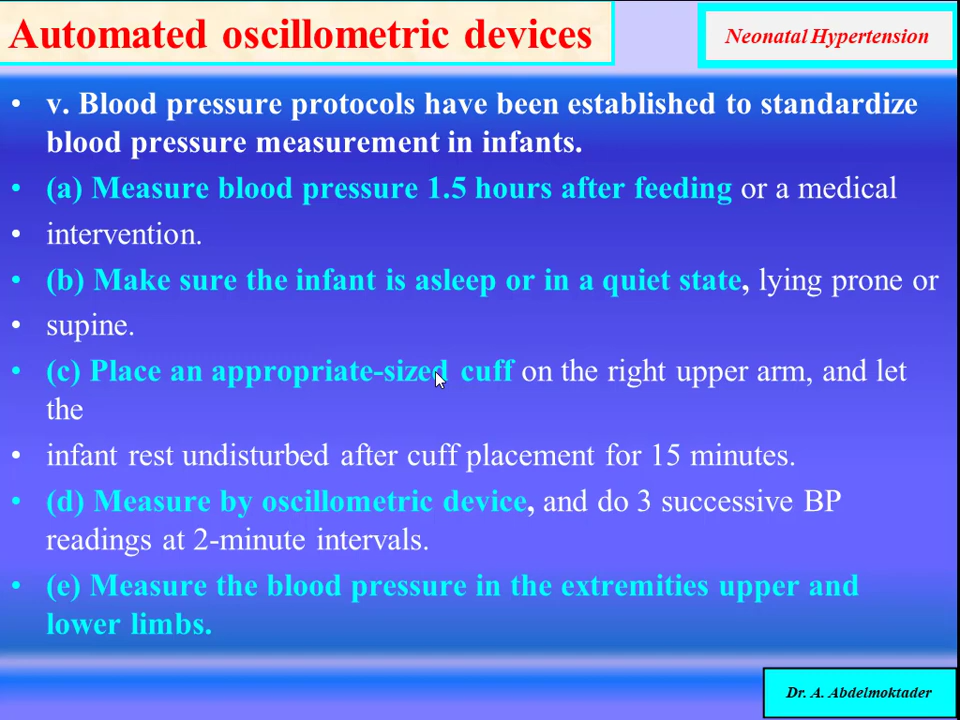 Automated oscillometric devices
Neonatal Hypertension
• v. Blood pressure protocols have been established to standardize
blood pressure measurement in infants.
• (a) Measure blood pressure 1.5 hours after feeding or a medical
• intervention.
• (b) Make sure the infant is asleep or in a quiet state, lying prone or
• supine.
• (c) Place an appropriate-sized cuff on the right upper arm, and let
the
• infant rest undisturbed after cuff placement for 15 minutes.
• (d) Measure by oscillometric device, and do 3 successive BP
readings at 2-minute intervals.
• (e) Measure the blood pressure in the extremities upper and
lower limbs.
Dr. A. Abdelmoktader